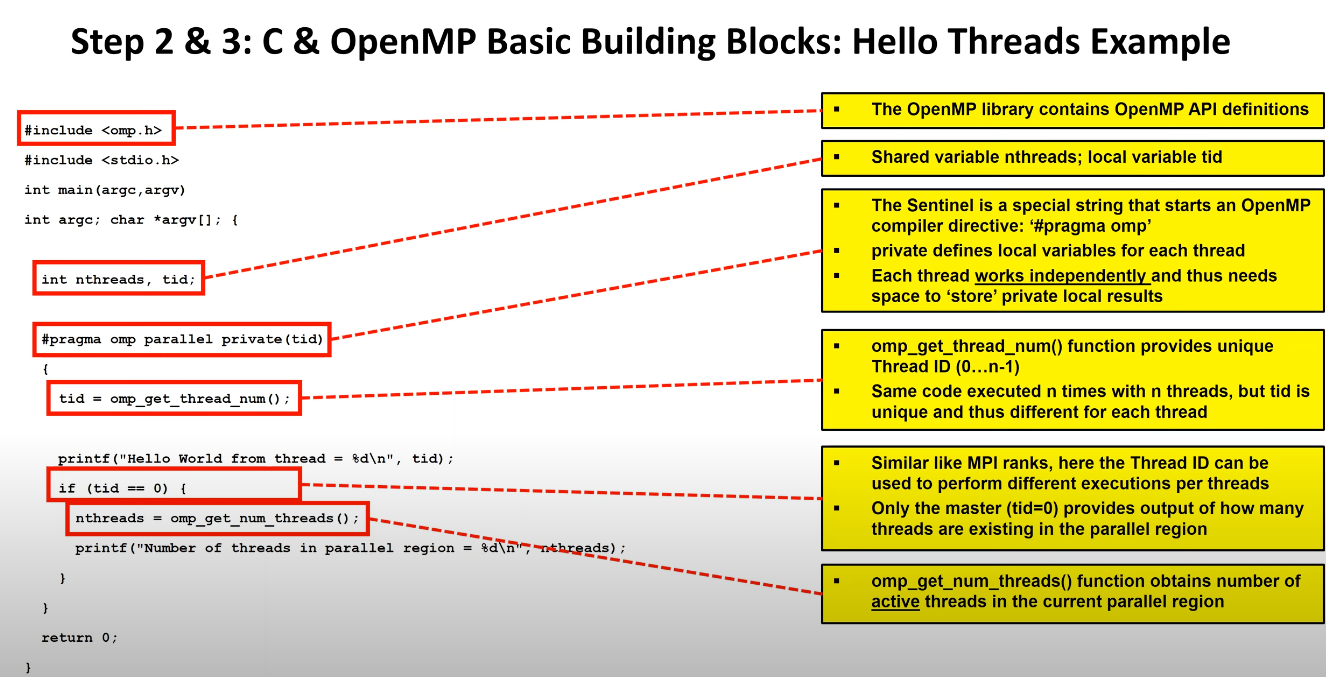 Step 2 & 3: C & OpenMP Basic Building Blocks: Hello Threads Example
#include <omp.h>
#include <stdio.h>
int main(argc,argv)
int argc; char *argv[]; {
int nthreads, tid;
#pragma omp parallel private(tid)
{
tid = omp_get_thread_num();
printf("Hello World from thread = %d\n", tid);
if (tid == 0) {
nthreads = omp_get_num_threads();
printf("Number of threads in parallel region = %d\n", nthreads);
}
}
return 0;
}
▪ The OpenMP library contains OpenMP API definitions
▪ Shared variable nthreads; local variable tid
▪ The Sentinel is a special string that starts an OpenMP
compiler directive: ‘#pragma omp’
▪ private defines local variables for each thread
▪ Each thread works independently and thus needs
space to ‘store’ private local results
▪ omp_get_thread_num() function provides unique
Thread ID (0…n-1)
▪ Same code executed n times with n threads, but tid is
unique and thus different for each thread
▪ Similar like MPI ranks, here the Thread ID can be
used to perform different executions per threads
▪ Only the master (tid=0) provides output of how many
threads are existing in the parallel region
▪ omp_get_num_threads() function obtains number of
active threads in the current parallel region